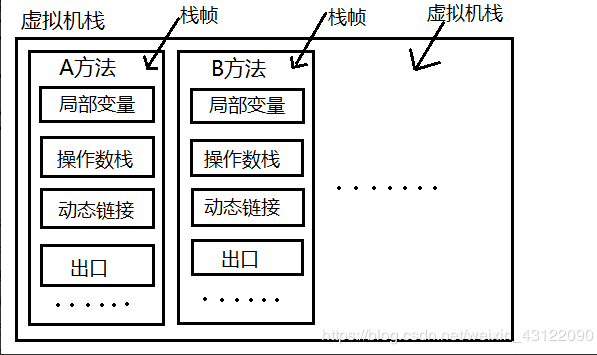 虚拟机栈
栈帧
栈帧
虚拟机栈
A方法
局部变量
操作数栈
动态链接
出口
......
B方法
局部变量
操作数栈
动态链接
出口
......
.......
https://blog.csdn.net/weixin_43122090